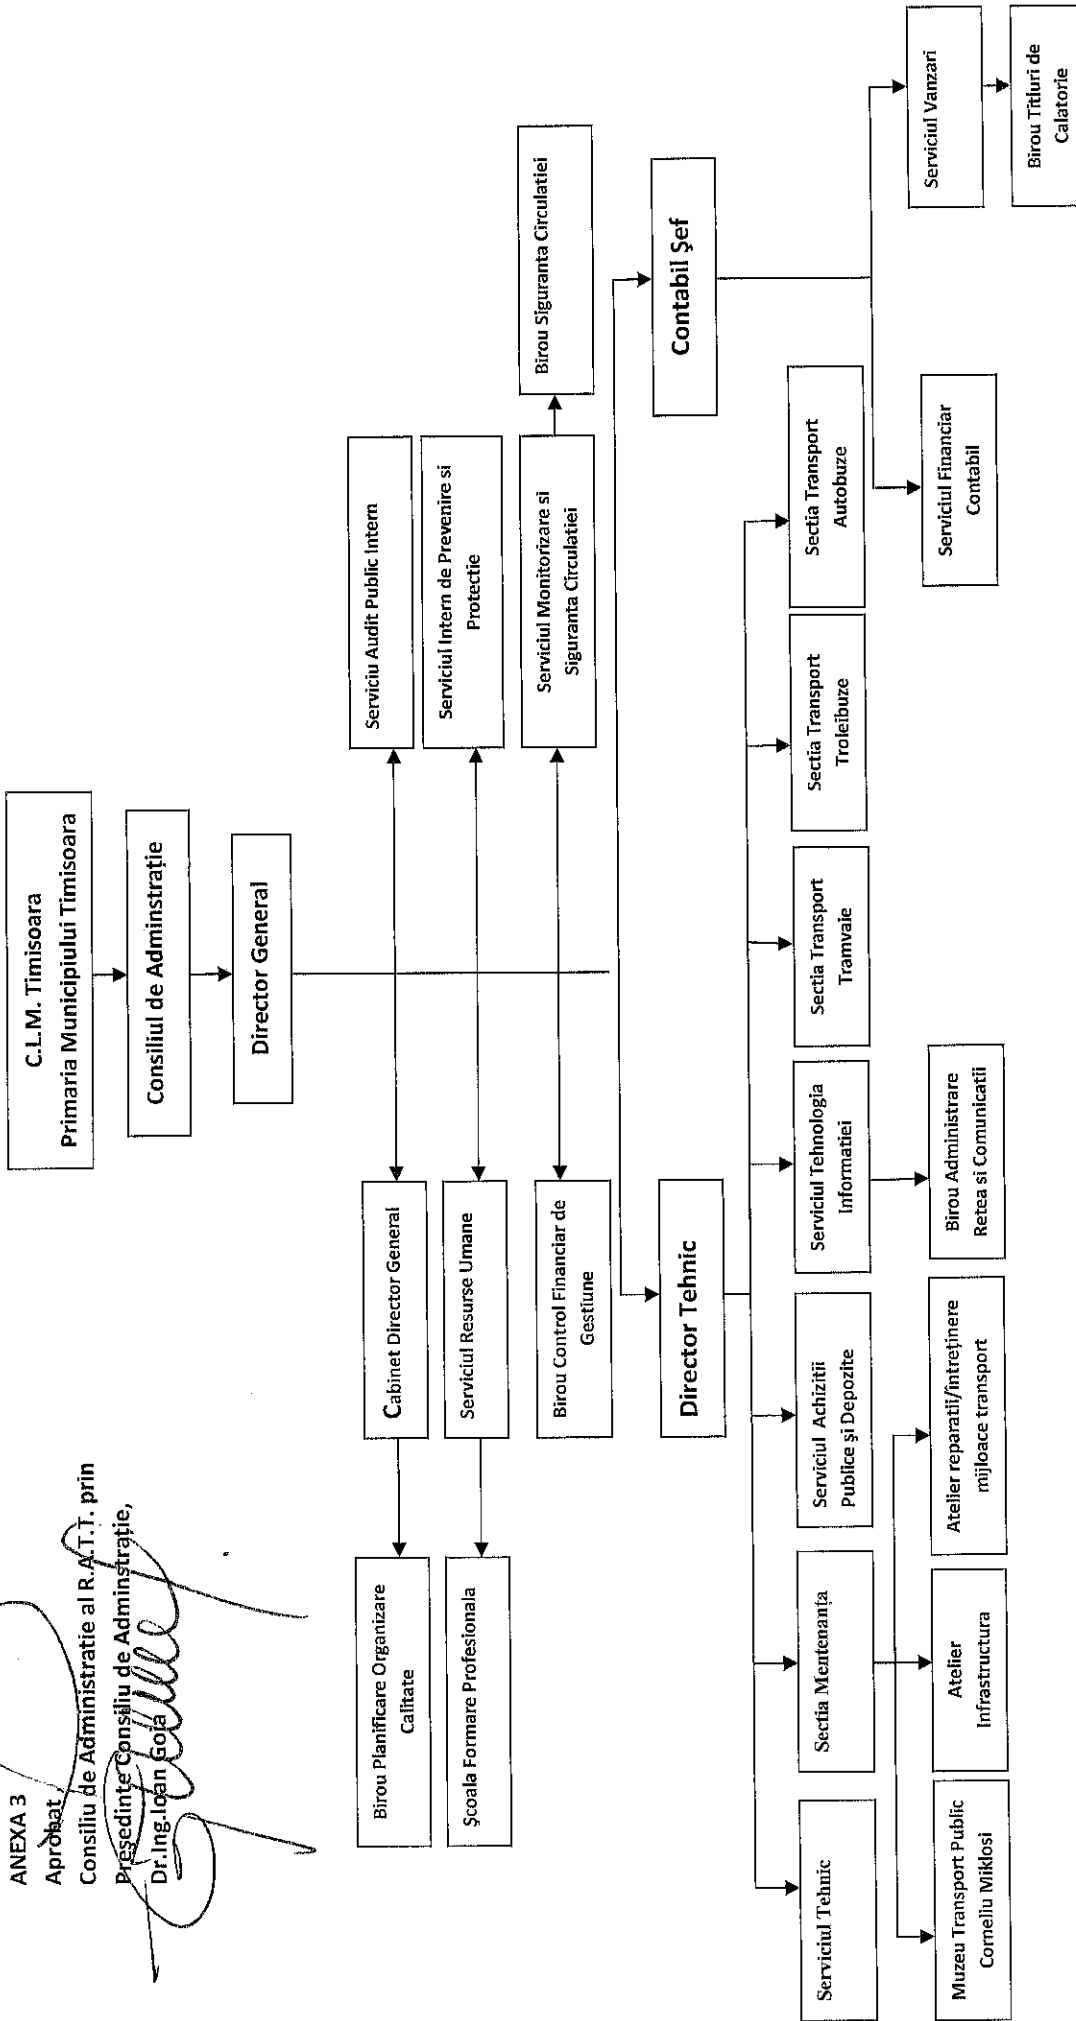 ANEXA 3
Aprobat
Consiliu de Administratie al R.A.T.T. prin
Președinte Consiliu de Adminstrație,
Dr.Ing.Ioan Goia
C.L.M. Timisoara
Primaria Municipiului Timisoara
Consiliul de Adminstrație
Director General
Cabinet Director General
Serviciu Audit Public Intern
Birou Planificare Organizare
Calitate
Serviciul Resurse Umane
Serviciul Intern de Prevenire si
Protectie
Școala Formare Profesionala
Birou Control Financiar de
Gestiune
Serviciul Monitorizare si
Siguranta Circulatiei
Birou Siguranta Circulatiei
Director Tehnic
Contabil Şef
Serviciul Tehnic
Sectia Mentenanța
Serviciul Achizitii
Publice și Depozite
Serviciul Tehnologia
Informatiei
Sectia Transport
Tramvaie
Sectia Transport
Troleibuze
Sectia Transport
Autobuze
Muzeu Transport Public
Corneliu Miklosi
Atelier
Infrastructura
Atelier reparatii/intreținere
mijloace transport
Birou Administrare
Retea si Comunicatii
Serviciul Financiar
Contabil
Serviciul Vanzari
Birou Titluri de
Calatorie